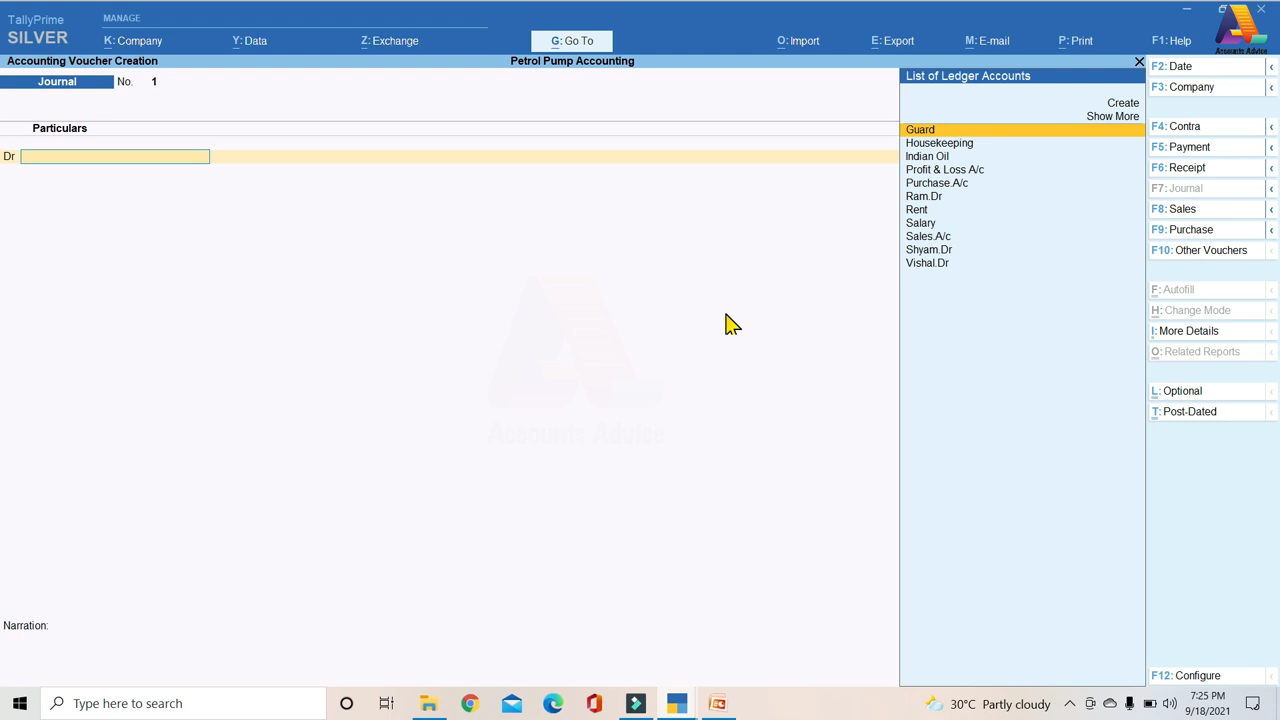 TallyPrime
SILVER
MANAGE
K: Company
Y: Data
Z: Exchange
G: Go To
O: Import
E: Export
M: E-mail
P: Print
F1: Help
Accounts Advice
Accounting Voucher Creation
Petrol Pump Accounting
Journal
No. 1
Particulars
Dr
List of Ledger Accounts
Create
Show More
Guard
Housekeeping
Indian Oil
Profit & Loss A/c
Purchase.A/c
Ram.Dr
Rent
Salary
Sales.A/c
Shyam.Dr
Vishal.Dr
F2: Date
F3: Company
F4: Contra
F5: Payment
F6: Receipt
F7: Journal
F8: Sales
F9: Purchase
F10: Other Vouchers
F: Autofill
H: Change Mode
I: More Details
O: Related Reports
L: Optional
T: Post-Dated
Accounts Advice
Narration:
F12: Configure
Type here to search
30°C Partly cloudy
7:25 PM
9/18/2021